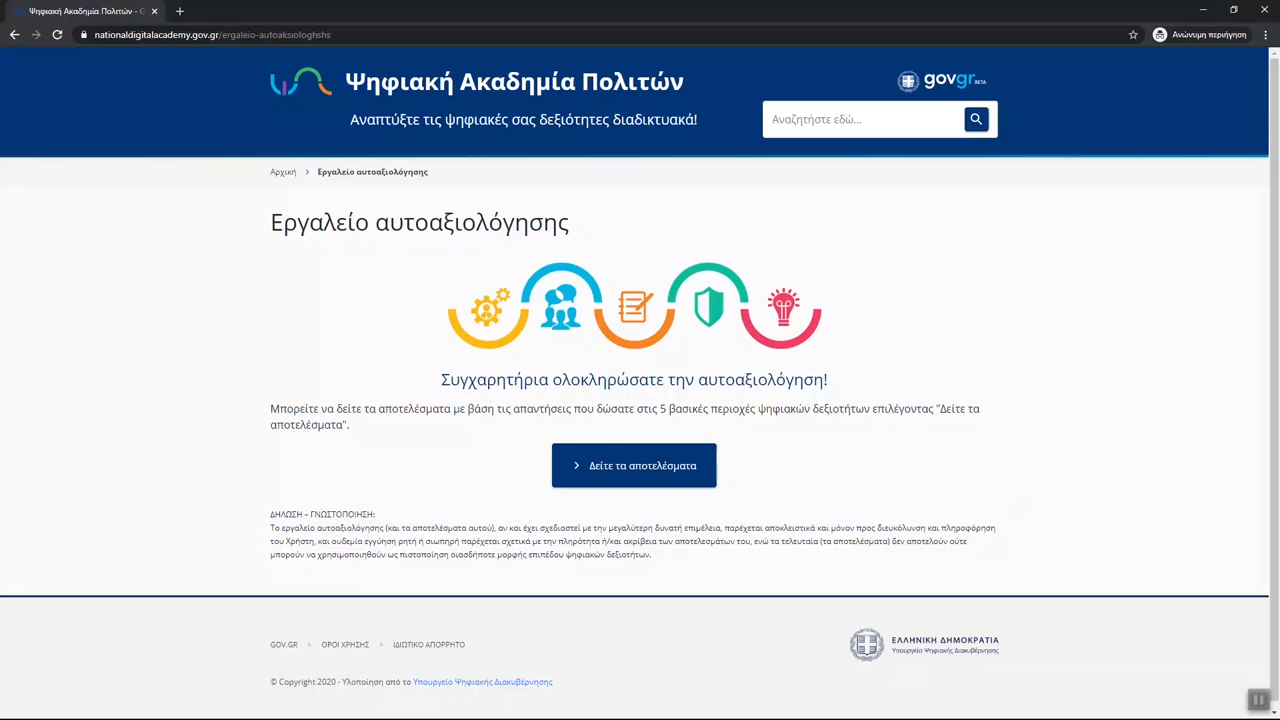 Ψηφιακή Ακαδημία Πολιτών - G
nationaldigitalacademy.gov.gr/ergaleio-autoaksiologhshs
Ανώνυμη περιήγηση
Ψηφιακή Ακαδημία Πολιτών
govgr BETA
Αναπτύξτε τις ψηφιακές σας δεξιότητες διαδικτυακά!
Αναζητήστε εδώ...
Αρχική > Εργαλείο αυτοαξιολόγησης
Εργαλείο αυτοαξιολόγησης
Συγχαρητήρια ολοκληρώσατε την αυτοαξιολόγηση!
Μπορείτε να δείτε τα αποτελέσματα με βάση τις απαντήσεις που δώσατε στις 5 βασικές περιοχές ψηφιακών δεξιοτήτων επιλέγοντας "Δείτε τα
αποτελέσματα".
Δείτε τα αποτελέσματα
ΔΗΛΩΣΗ – ΓΝΩΣΤΟΠΟΙΗΣΗ:
Το εργαλείο αυτοαξιολόγησης (και τα αποτελέσματα αυτού), αν και έχει σχεδιαστεί με την μεγαλύτερη δυνατή επιμέλεια, παρέχεται αποκλειστικά και μόνον προς διευκόλυνση και πληροφόρηση
του Χρήστη, και ουδεμία εγγύηση ρητή ή σιωπηρή παρέχεται σχετικά με την πληρότητα ή/και ακρίβεια των αποτελεσμάτων του, ενώ τα τελευταία (τα αποτελέσματα) δεν αποτελούν ούτε
μπορούν να χρησιμοποιηθούν ως πιστοποίηση οιασδήποτε μορφής επιπέδου ψηφιακών δεξιοτήτων.
GOV.GR • ΟΡΟΙ ΧΡΗΣΗΣ • ΙΔΙΩΤΙΚΟ ΑΠΟΡΡΗΤΟ
ΕΛΛΗΝΙΚΗ ΔΗΜΟΚΡΑΤΙΑ
Υπουργείο Ψηφιακής Διακυβέρνησης
© Copyright 2020 - Υλοποίηση από το Υπουργείο Ψηφιακής Διακυβέρνησης